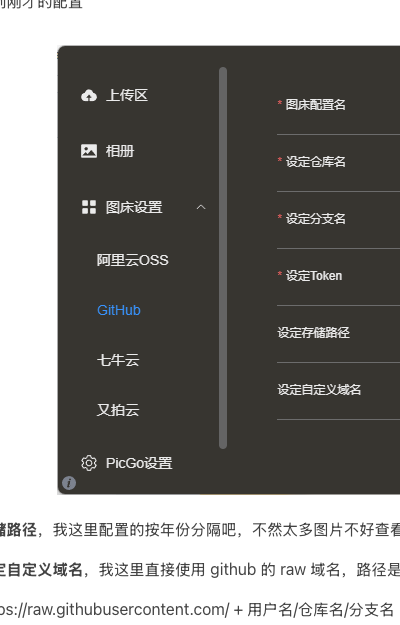 刚才的配置
上传区
* 图床配置名
相册
* 设定仓库名
图床设置
* 设定分支名
阿里云OSS
* 设定Token
GitHub
设定存储路径
七牛云
设定自定义域名
又拍云
PicGo设置
储路径，我这里配置的按年份分隔吧，不然太多图片不好查看
定自定义域名，我这里直接使用 github 的 raw 域名，路径是
ps://raw.githubusercontent.com/ + 用户名/仓库名/分支名